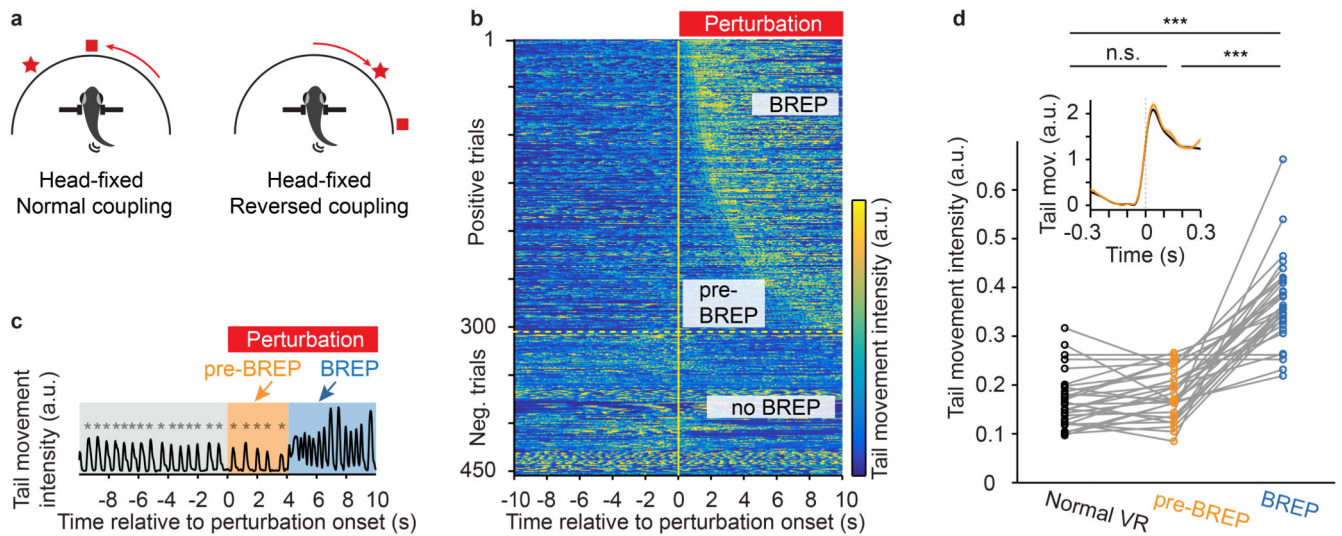 a
Head-fixed
Normal coupling
Head-fixed
Reversed coupling
b
Perturbation
1
300
450
Positive trials
Neg. trials
BREP
pre-
BREP
no BREP
-10 -8 -6 -4 -2 0 2 4 6 8 10
Time relative to perturbation onset (s)
Tail movement intensity (a.u.)
c
Perturbation
pre-BREP
BREP
Tail movement
intensity (a.u.)
* * * * * * * * * * * * * * * * * * * * *
-8 -6 -4 -2 0 2 4 6 8 10
Time relative to perturbation onset (s)
d
***
n.s.
***
Tail mov. (a.u.)
2
1
0
-0.3 0 0.3
Time (s)
Tail movement intensity (a.u.)
0.6
0.5
0.4
0.3
0.2
0.1
0
Normal VR
pre-BREP
BREP